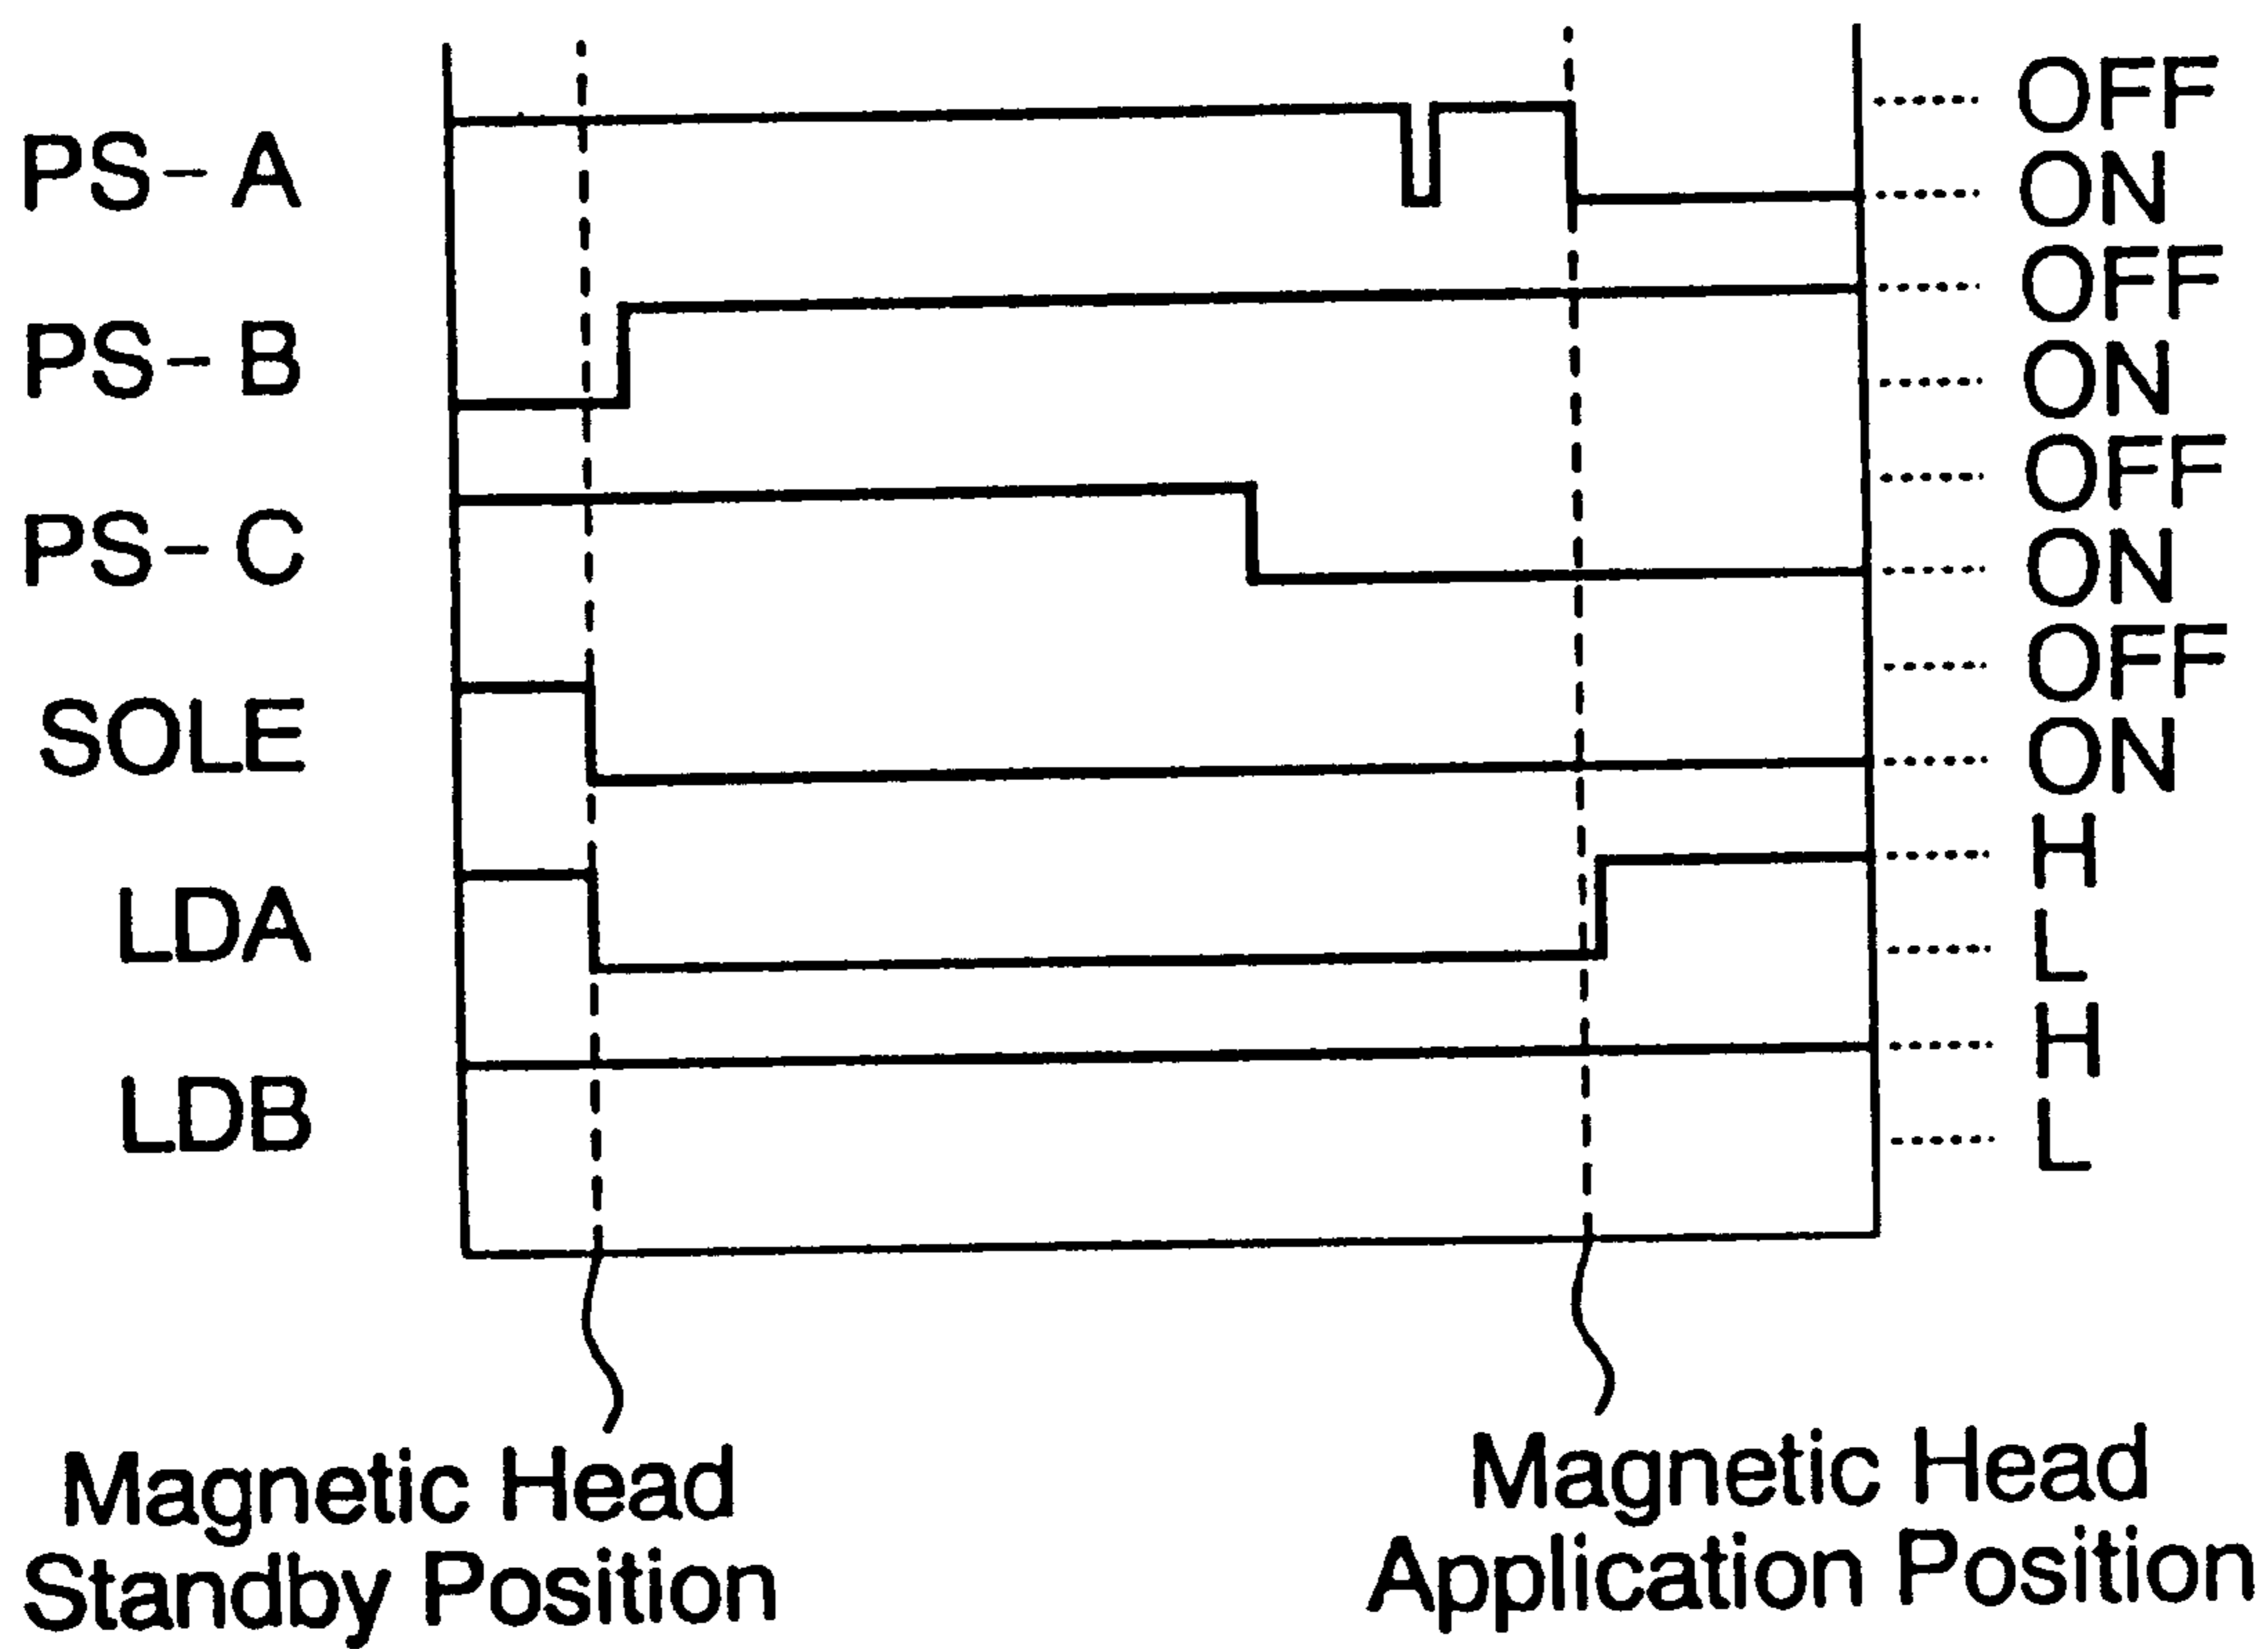 PS-A
OFF
ON
PS-B
OFF
ON
PS-C
OFF
ON
SOLE
OFF
ON
LDA
H
L
LDB
H
L
Magnetic Head
Standby Position
Magnetic Head
Application Position